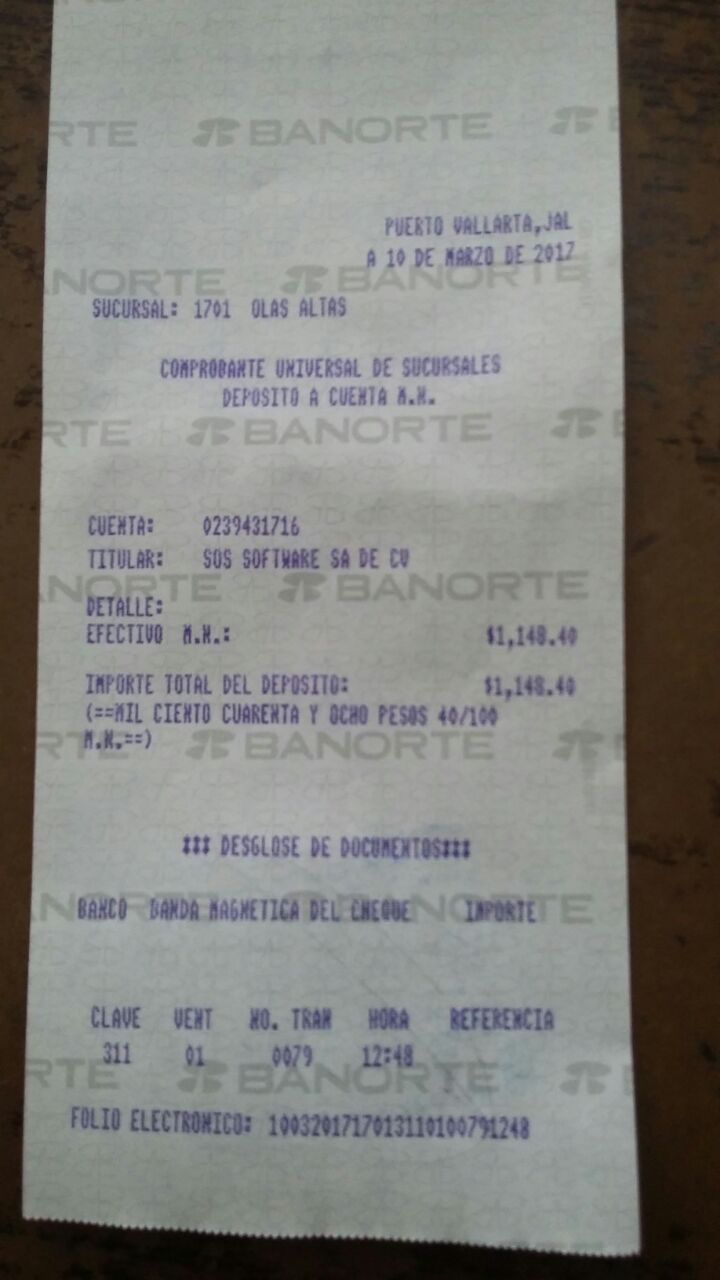 PUERTO VALLARTA,JAL
A 10 DE MARZO DE 2017
SUCURSAL: 1701 OLAS ALTAS
COMPROBANTE UNIVERSAL DE SUCURSALES
DEPOSITO A CUENTA M.N.
CUENTA: 0239431716
TITULAR: SOS SOFTWARE SA DE CV
DETALLE:
EFECTIVO M.N.: $1,148.40
IMPORTE TOTAL DEL DEPOSITO: $1,148.40
(==MIL CIENTO CUARENTA Y OCHO PESOS 40/100
M.N.==)
*** DESGLOSE DE DOCUMENTOS***
BANCO BANDA MAGNETICA DEL CHEQUE IMPORTE
CLAVE VENT NO. TRAN HORA REFERENCIA
311 01 0079 12:48
FOLIO ELECTRONICO: 1003201717013110100791248
BANORTE